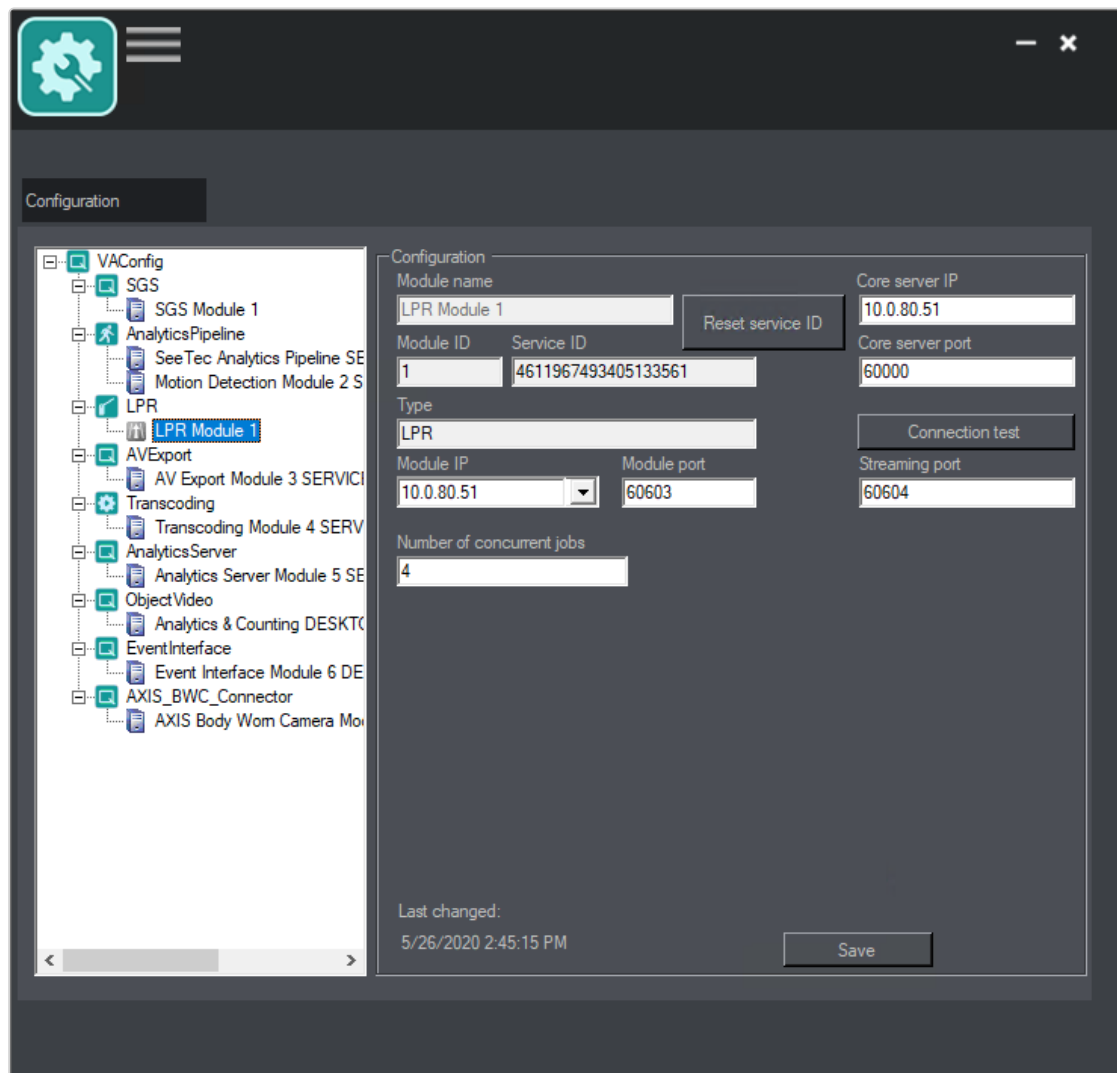 Configuration
VAConfig
SGS
SGS Module 1
AnalyticsPipeline
SeeTec Analytics Pipeline SE
Motion Detection Module 2 S
LPR
LPR Module 1
AVExport
AV Export Module 3 SERVICI
Transcoding
Transcoding Module 4 SERV
AnalyticsServer
Analytics Server Module 5 SE
ObjectVideo
Analytics & Counting DESKTO
EventInterface
Event Interface Module 6 DE
AXIS_BWC_Connector
AXIS Body Worn Camera Mo
Configuration
Module name
Core server IP
LPR Module 1
Reset service ID
10.0.80.51
Module ID
Service ID
Core server port
1
4611967493405133561
60000
Type
LPR
Connection test
Module IP
Module port
Streaming port
10.0.80.51
60603
60604
Number of concurrent jobs
4
Last changed:
5/26/2020 2:45:15 PM
Save